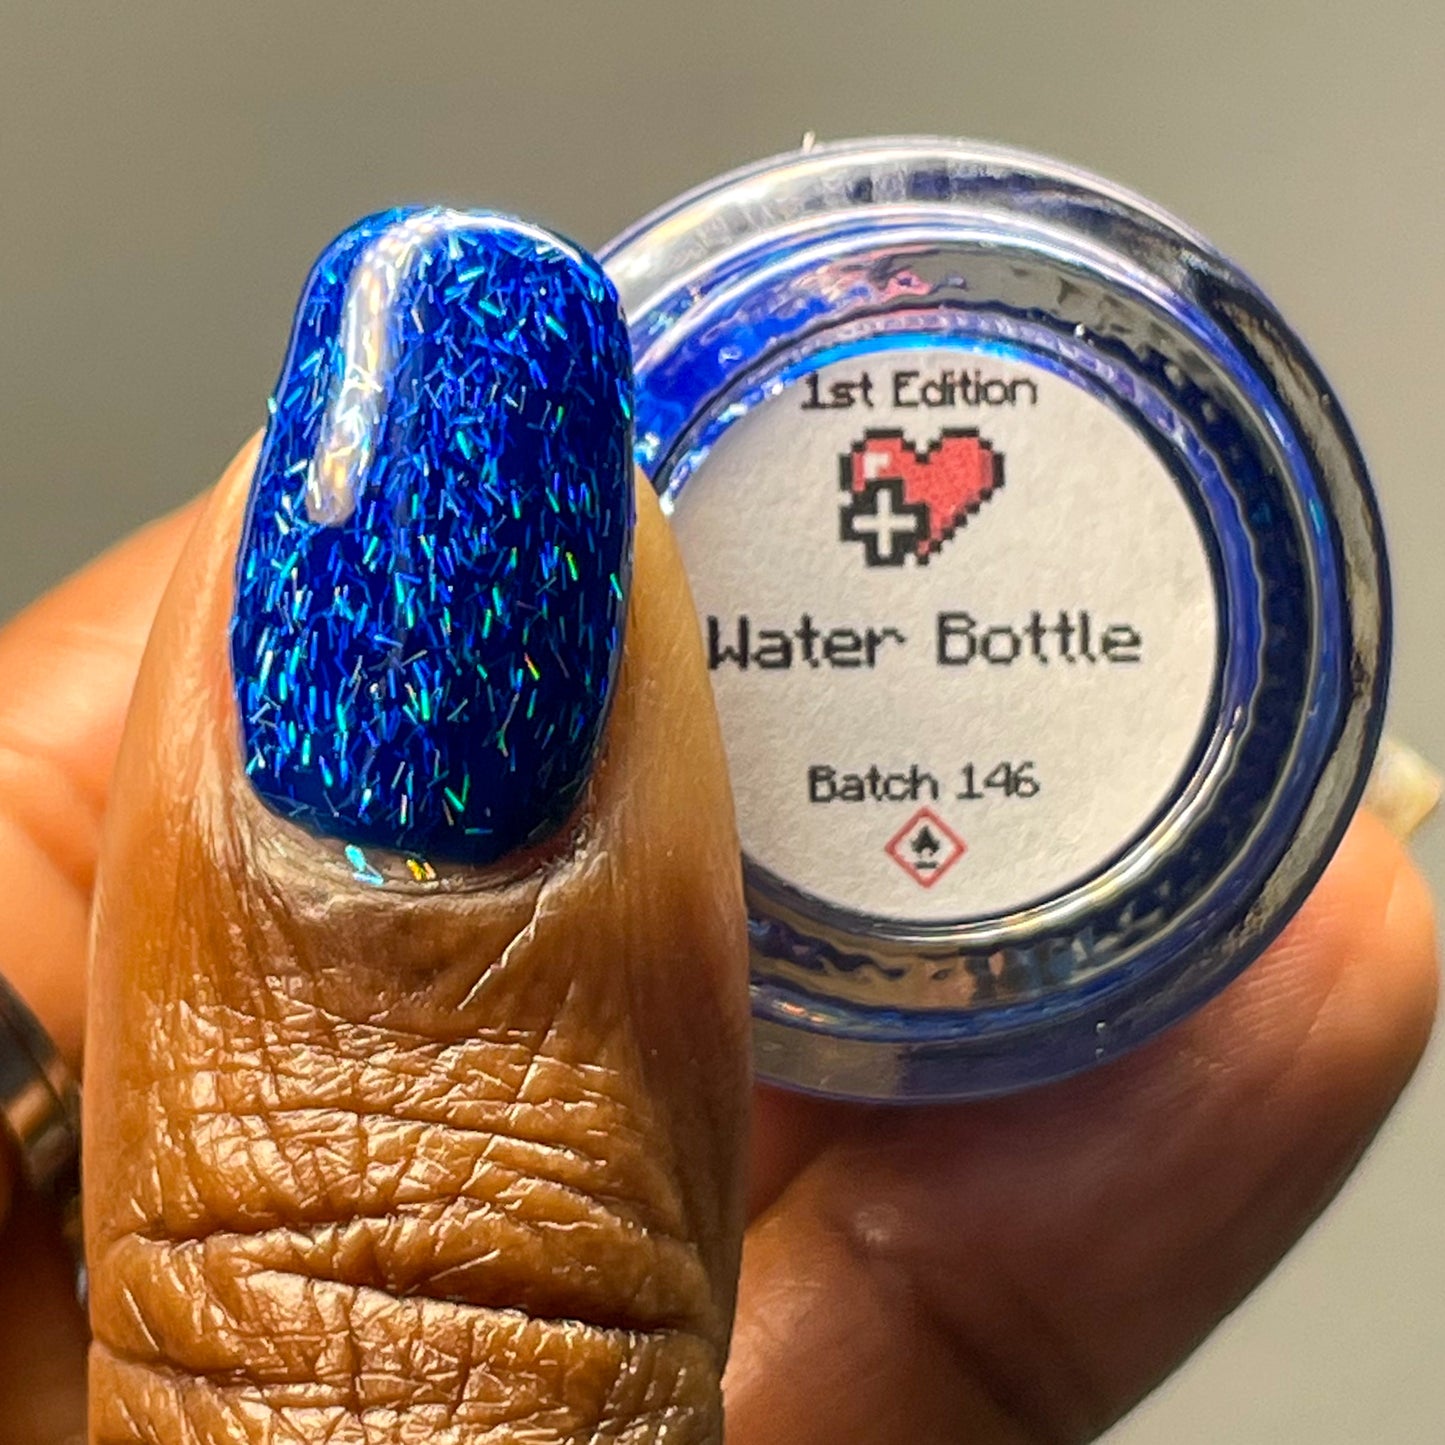 1st Edition
Water Bottle
Batch 146